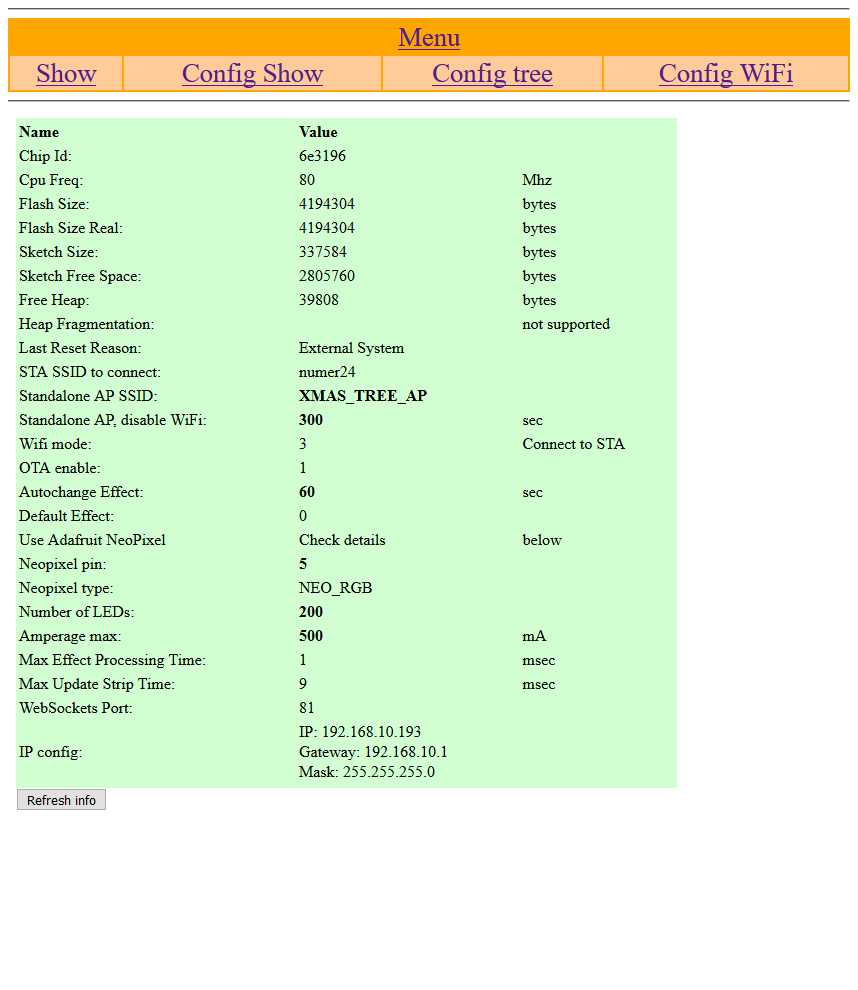 Menu
Show Config Show Config tree Config WiFi
Name Value
Chip Id: 6e3196
Cpu Freq: 80 Mhz
Flash Size: 4194304 bytes
Flash Size Real: 4194304 bytes
Sketch Size: 337584 bytes
Sketch Free Space: 2805760 bytes
Free Heap: 39808 bytes
Heap Fragmentation: not supported
Last Reset Reason: External System
STA SSID to connect: numer24
Standalone AP SSID: XMAS_TREE_AP
Standalone AP, disable WiFi: 300 sec
Wifi mode: 3 Connect to STA
OTA enable: 1
Autochange Effect: 60 sec
Default Effect: 0
Use Adafruit NeoPixel Check details below
Neopixel pin: 5
Neopixel type: NEO_RGB
Number of LEDs: 200
Amperage max: 500 mA
Max Effect Processing Time: 1 msec
Max Update Strip Time: 9 msec
WebSockets Port: 81
IP: 192.168.10.193
IP config: Gateway: 192.168.10.1
Mask: 255.255.255.0
Refresh info